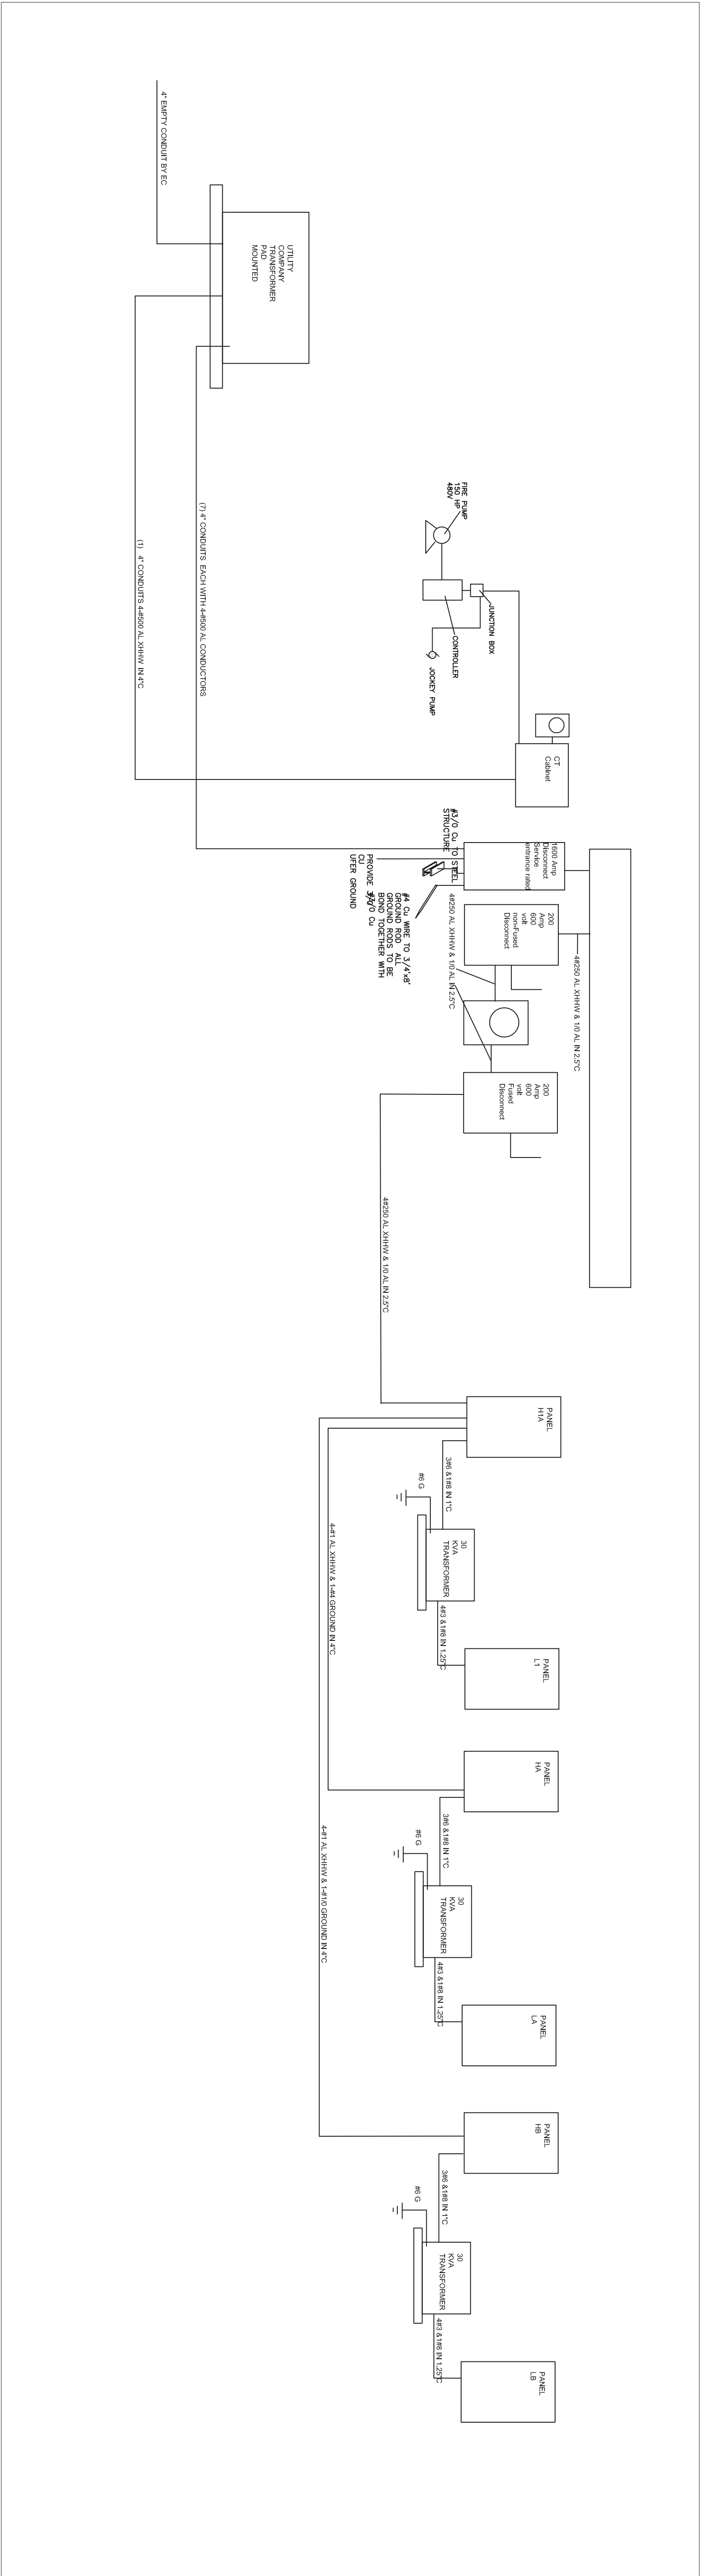 4" EMPTY CONDUIT BY EC
UTILITY
COMPANY
TRANSFORMER
PAD
MOUNTED
(7) 4" CONDUITS EACH WITH 4-#500 AL CONDUCTORS
(1) 4" CONDUITS 4-#500 AL XHHW IN 4"C
FIRE PUMP
150 HP
480V
JUNCTION BOX
CONTROLLER
JOCKEY PUMP
CT
Cabinet
1600 Amp
Disconnect
Service
entrance rated
#3/0 Cu TO STEEL
STRUCTURE
PROVIDE 3/0
CU
UFER GROUND
#4 Cu WIRE TO 3/4'x8'
GROUND ROD ALL
GROUND RODS TO BE
BOND TOGETHER WITH
#3/0 Cu
200
Amp
600
volt
non-Fused
Disconnect
4#250 AL XHHW & 1/0 AL IN 2.5"C
4#250 AL XHHW & 1/0 AL IN 2.5"C
200
Amp
600
volt
Fused
Disconnect
4#250 AL XHHW & 1/0 AL IN 2.5"C
PANEL
H1A
3#6 &1#8 IN 1"C
#6 G
30
KVA
TRANSFORMER
4#3 &1#8 IN 1.25"C
PANEL
L1
4-#1 AL XHHW & 1-#4 GROUND IN 4"C
PANEL
HA
3#6 &1#8 IN 1"C
#6 G
30
KVA
TRANSFORMER
4#3 &1#8 IN 1.25"C
PANEL
LA
4-#1 AL XHHW & 1-#1/0 GROUND IN 4"C
PANEL
HB
3#6 &1#8 IN 1"C
#6 G
30
KVA
TRANSFORMER
4#3 &1#8 IN 1.25"C
PANEL
LB